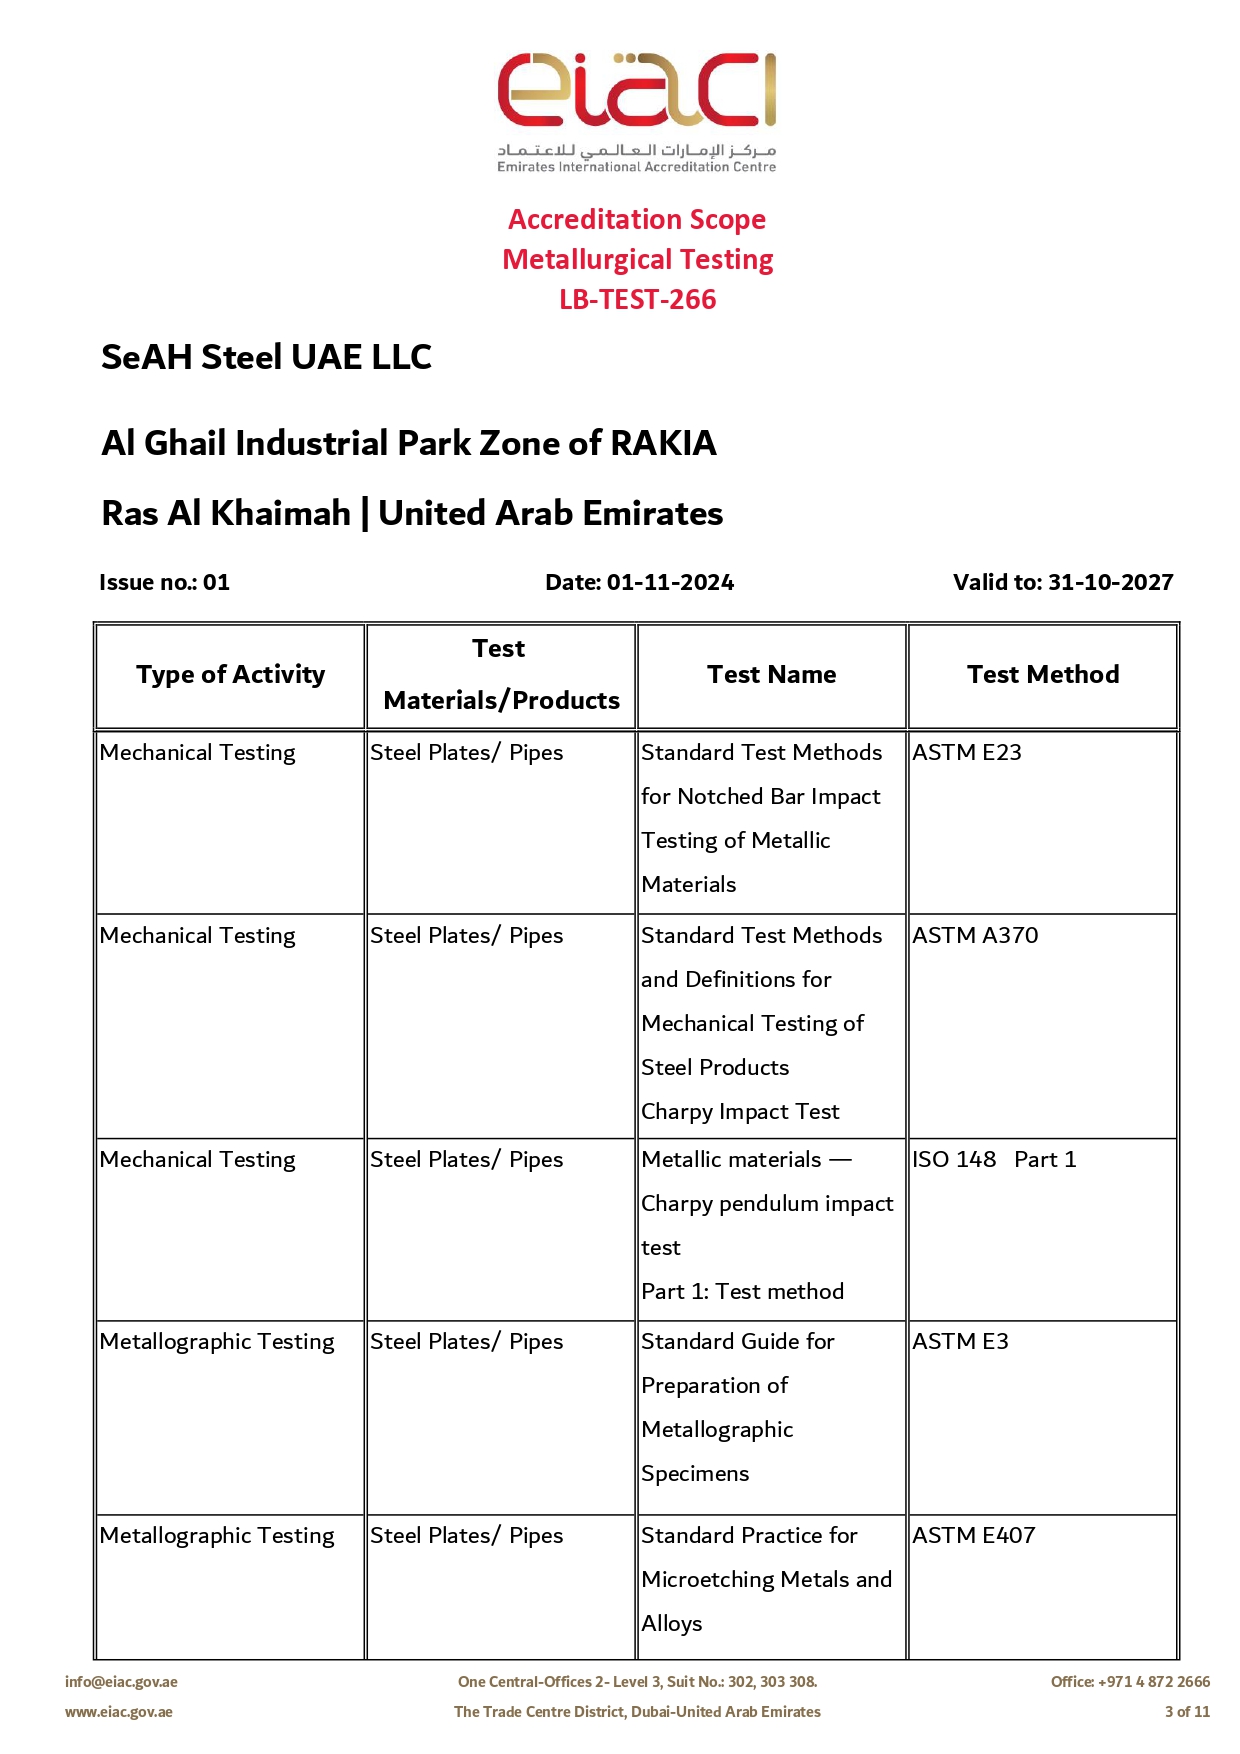 eiaci
مركز الإمارات العالمي للاعتماد
Emirates International Accreditation Centre
Accreditation Scope
Metallurgical Testing
LB-TEST-266
SeAH Steel UAE LLC
Al Ghail Industrial Park Zone of RAKIA
Ras Al Khaimah | United Arab Emirates
Issue no.: 01 Date: 01-11-2024 Valid to: 31-10-2027
Type of Activity Test Materials/Products Test Name Test Method
Mechanical Testing Steel Plates/ Pipes Standard Test Methods ASTM E23
for Notched Bar Impact
Testing of Metallic
Materials
Mechanical Testing Steel Plates/ Pipes Standard Test Methods ASTM A370
and Definitions for
Mechanical Testing of
Steel Products
Charpy Impact Test
Mechanical Testing Steel Plates/ Pipes Metallic materials — ISO 148 Part 1
Charpy pendulum impact
test
Part 1: Test method
Metallographic Testing Steel Plates/ Pipes Standard Guide for ASTM E3
Preparation of
Metallographic
Specimens
Metallographic Testing Steel Plates/ Pipes Standard Practice for ASTM E407
Microetching Metals and
Alloys
info@eiac.gov.ae One Central-Offices 2- Level 3, Suit No.: 302, 303 308. Office: +971 4 872 2666
www.eiac.gov.ae The Trade Centre District, Dubai-United Arab Emirates 3 of 11